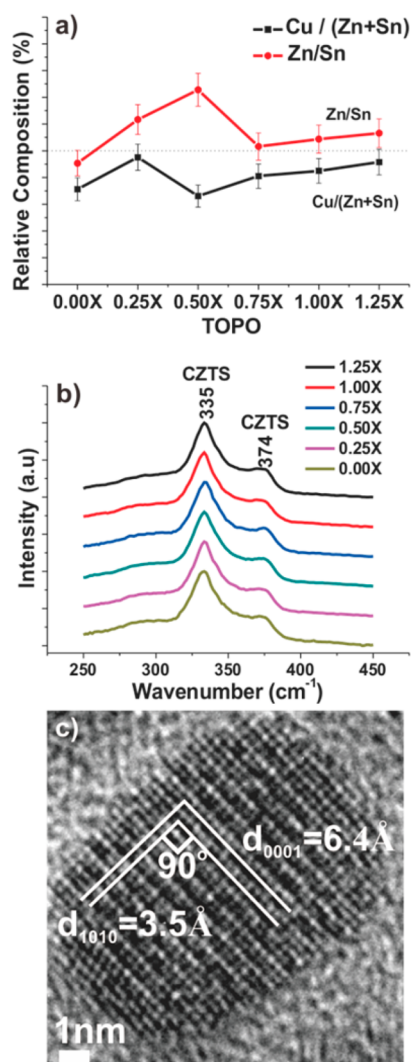 a)
Cu / (Zn+Sn)
Zn/Sn
Relative Composition (%)
Zn/Sn
Cu/(Zn+Sn)
0.00X 0.25X 0.50X 0.75X 1.00X 1.25X
TOPO
b)
CZTS
335
CZTS
374
1.25X
1.00X
0.75X
0.50X
0.25X
0.00X
Intensity (a.u)
250 300 350 400 450
Wavenumber (cm⁻¹)
c)
d₀₀₀₁=6.4Å
90°
d₁₀₁₀=3.5Å
1nm